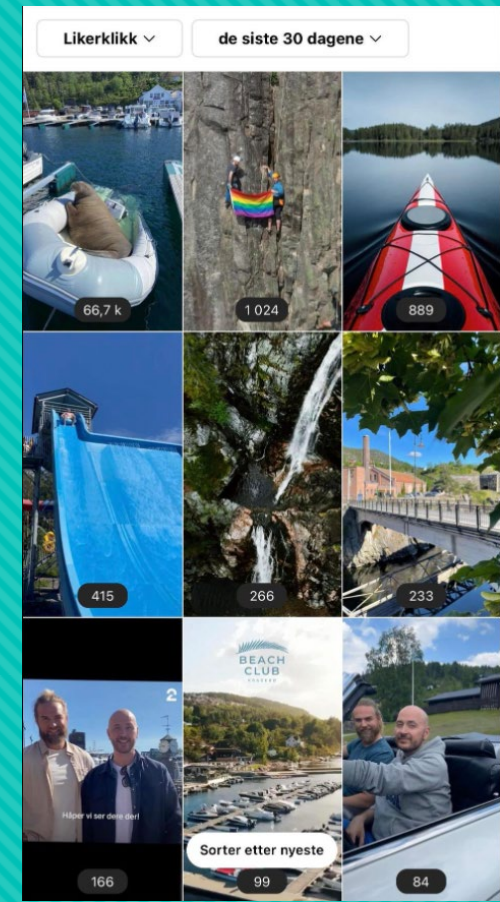 Likerklikk
de siste 30 dagene
66,7 k
1 024
889
415
266
233
2
Håper vi ser dere der!
166
BEACH
CLUB
Sorter etter nyeste
99
84